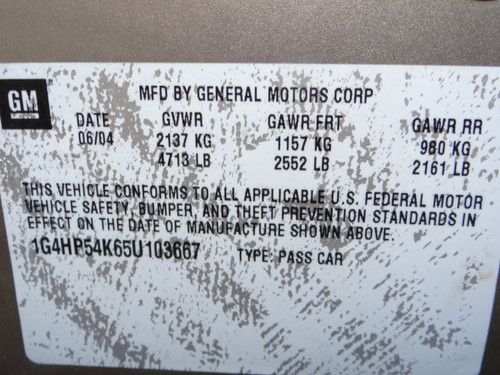 GM
MFD BY GENERAL MOTORS CORP
DATE GVWR GAWR FRT GAWR RR
06/04 2137 KG 1157 KG 980 KG
4713 LB 2552 LB 2161 LB
THIS VEHICLE CONFORMS TO ALL APPLICABLE U.S. FEDERAL MOTOR
VEHICLE SAFETY, BUMPER, AND THEFT PREVENTION STANDARDS IN
EFFECT ON THE DATE OF MANUFACTURE SHOWN ABOVE.
1G4HP54K65U103667 TYPE: PASS CAR